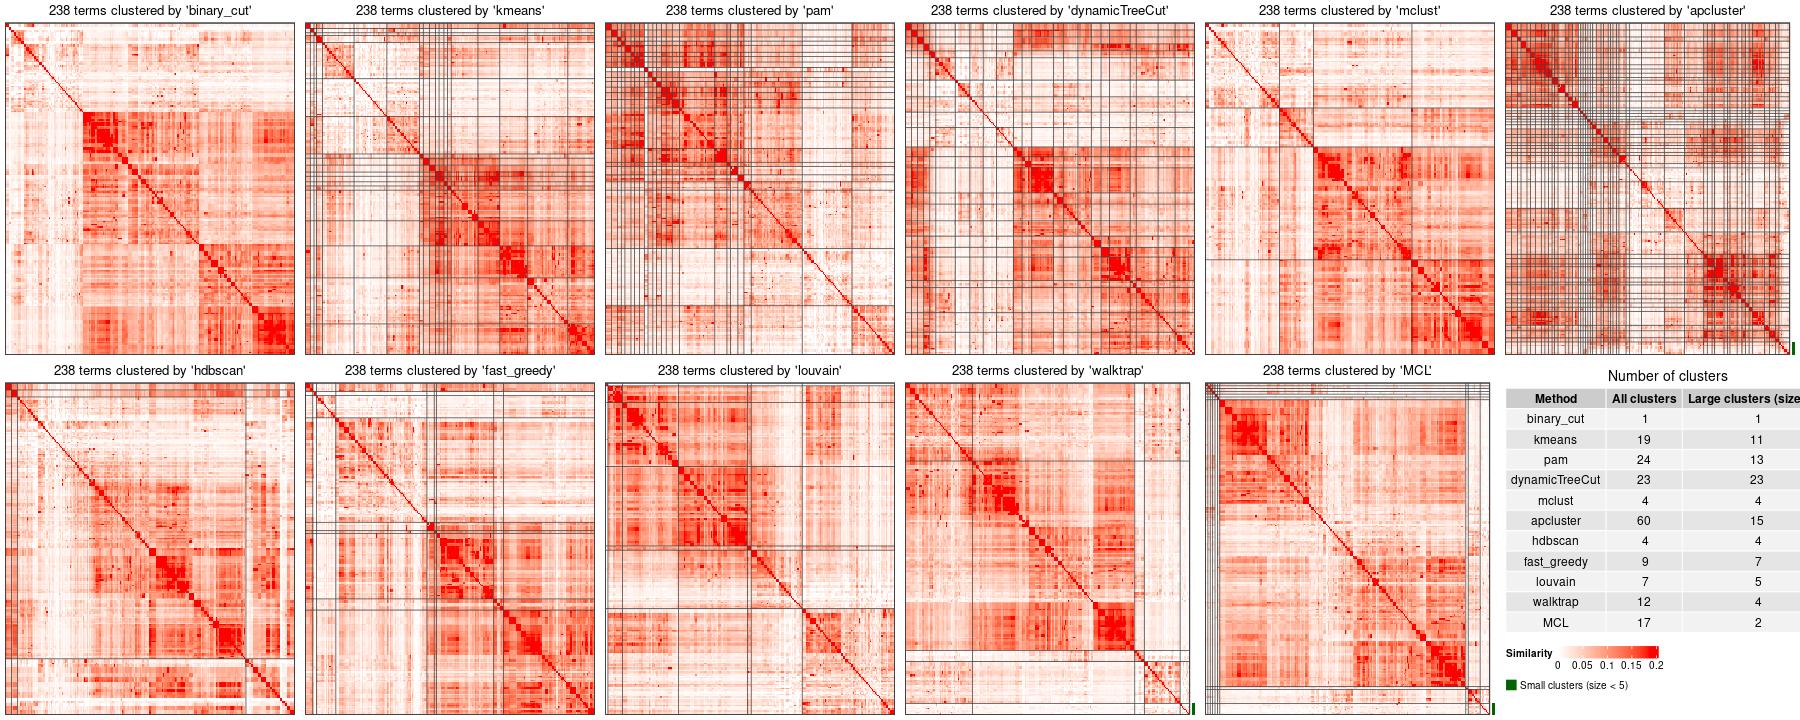 238 terms clustered by 'binary_cut'
238 terms clustered by 'kmeans'
238 terms clustered by 'pam'
238 terms clustered by 'dynamicTreeCut'
238 terms clustered by 'mclust'
238 terms clustered by 'apcluster'
238 terms clustered by 'hdbscan'
238 terms clustered by 'fast_greedy'
238 terms clustered by 'louvain'
238 terms clustered by 'walktrap'
238 terms clustered by 'MCL'
Number of clusters
Method All clusters Large clusters (size
binary_cut 1 1
kmeans 19 11
pam 24 13
dynamicTreeCut 23 23
mclust 4 4
apcluster 60 15
hdbscan 4 4
fast_greedy 9 7
louvain 7 5
walktrap 12 4
MCL 17 2
Similarity
0 0.05 0.1 0.15 0.2
Small clusters (size < 5)